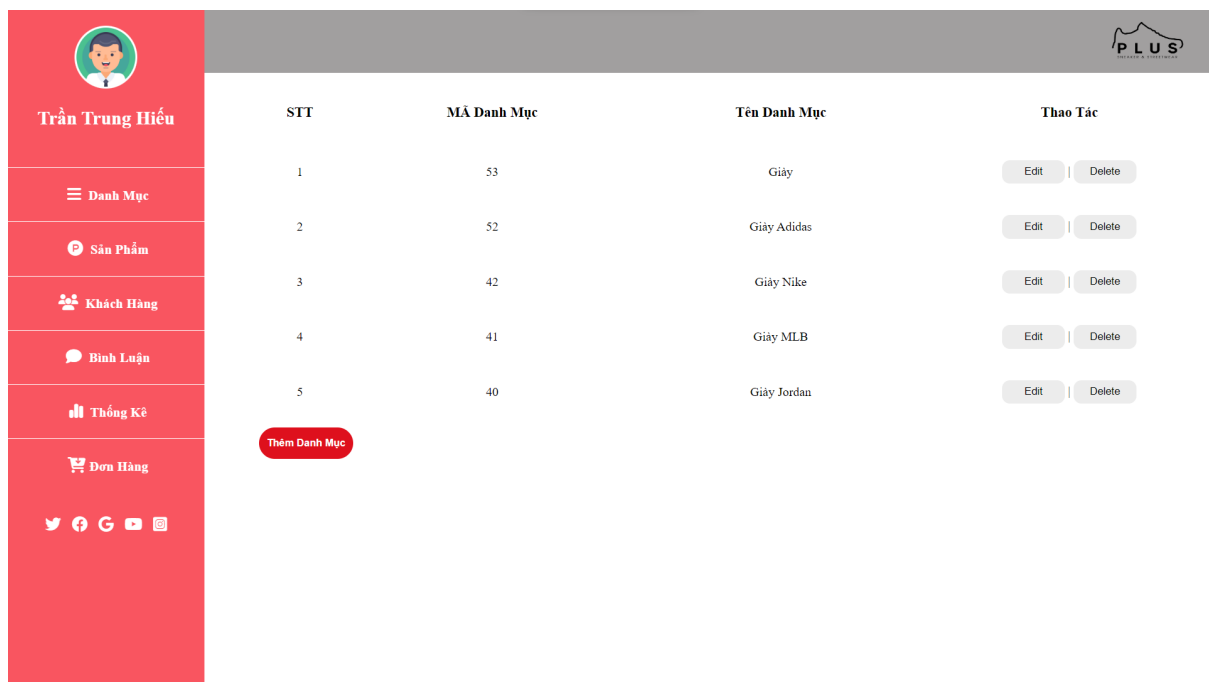 PLUS
Trần Trung Hiếu
Danh Mục
Sản Phẩm
Khách Hàng
Bình Luận
Thống Kê
Đơn Hàng
STT MÃ Danh Mục Tên Danh Mục Thao Tác
1 53 Giày Edit | Delete
2 52 Giày Adidas Edit | Delete
3 42 Giày Nike Edit | Delete
4 41 Giày MLB Edit | Delete
5 40 Giày Jordan Edit | Delete
Thêm Danh Mục